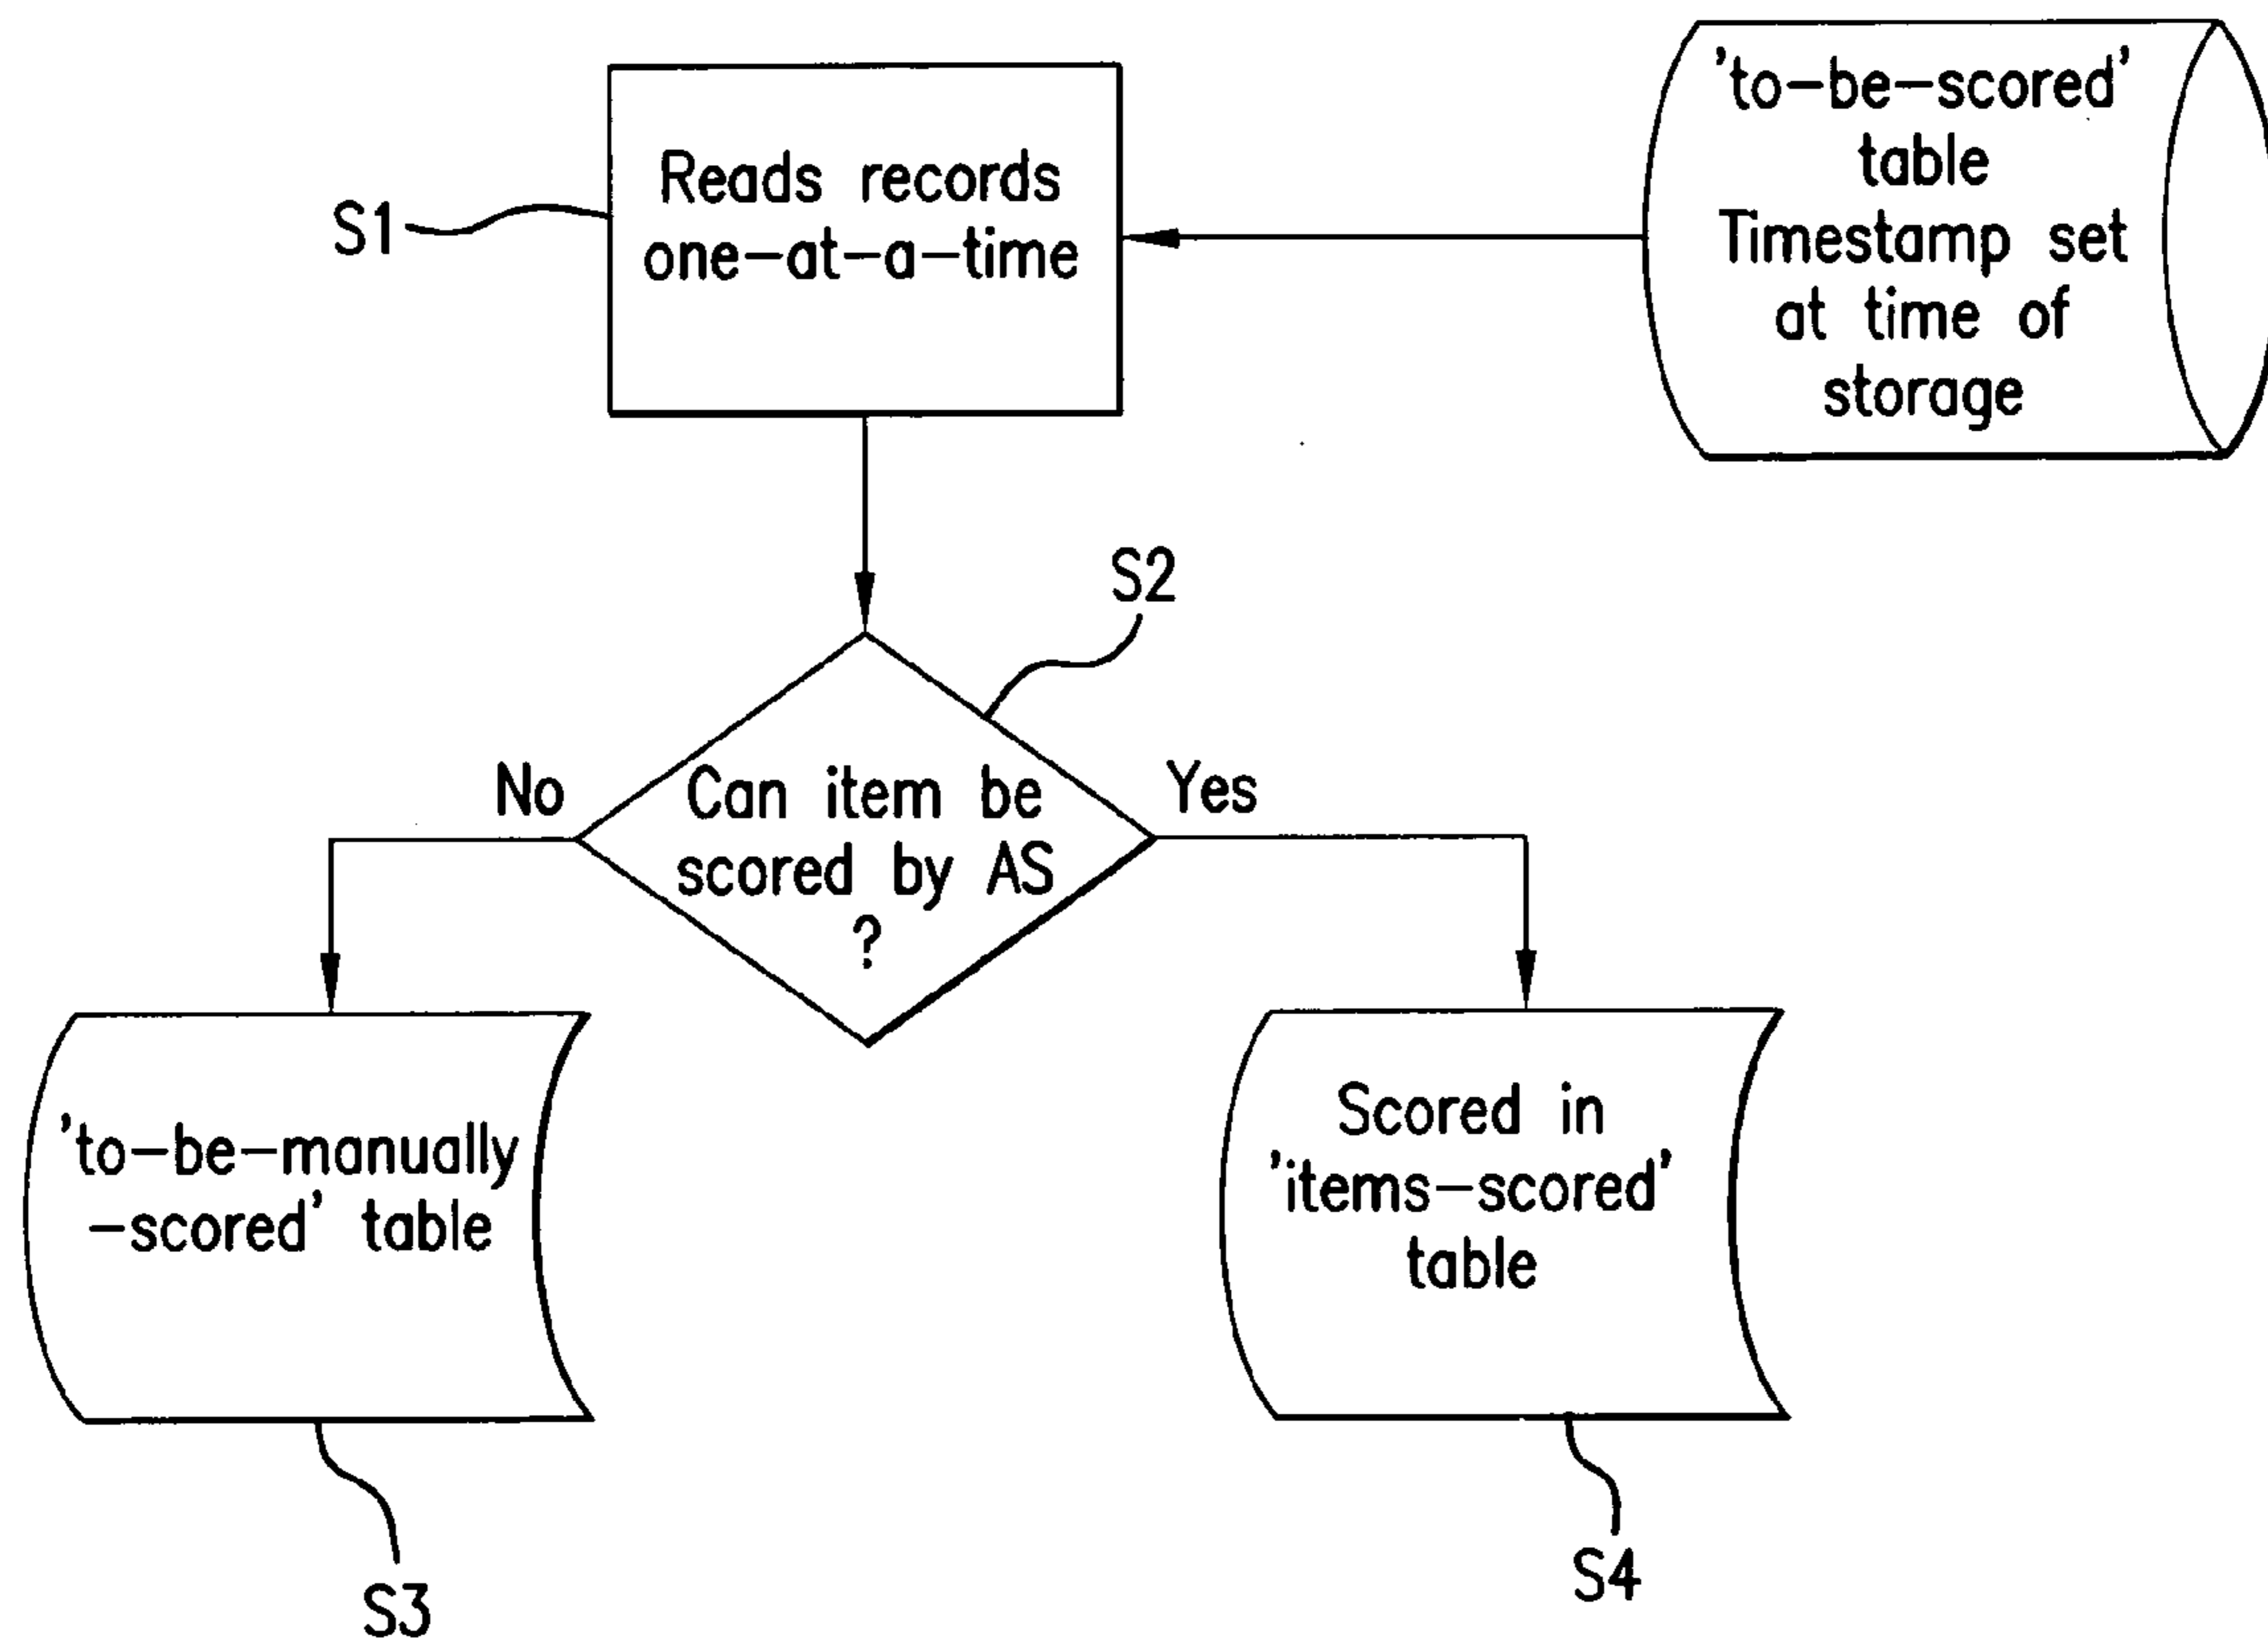 S1
Reads records
one-at-a-time
'to-be-scored'
table
Timestamp set
at time of
storage
S2
No
Can item be
scored by AS
?
Yes
'to-be-manually
-scored' table
Scored in
'items-scored'
table
S3
S4